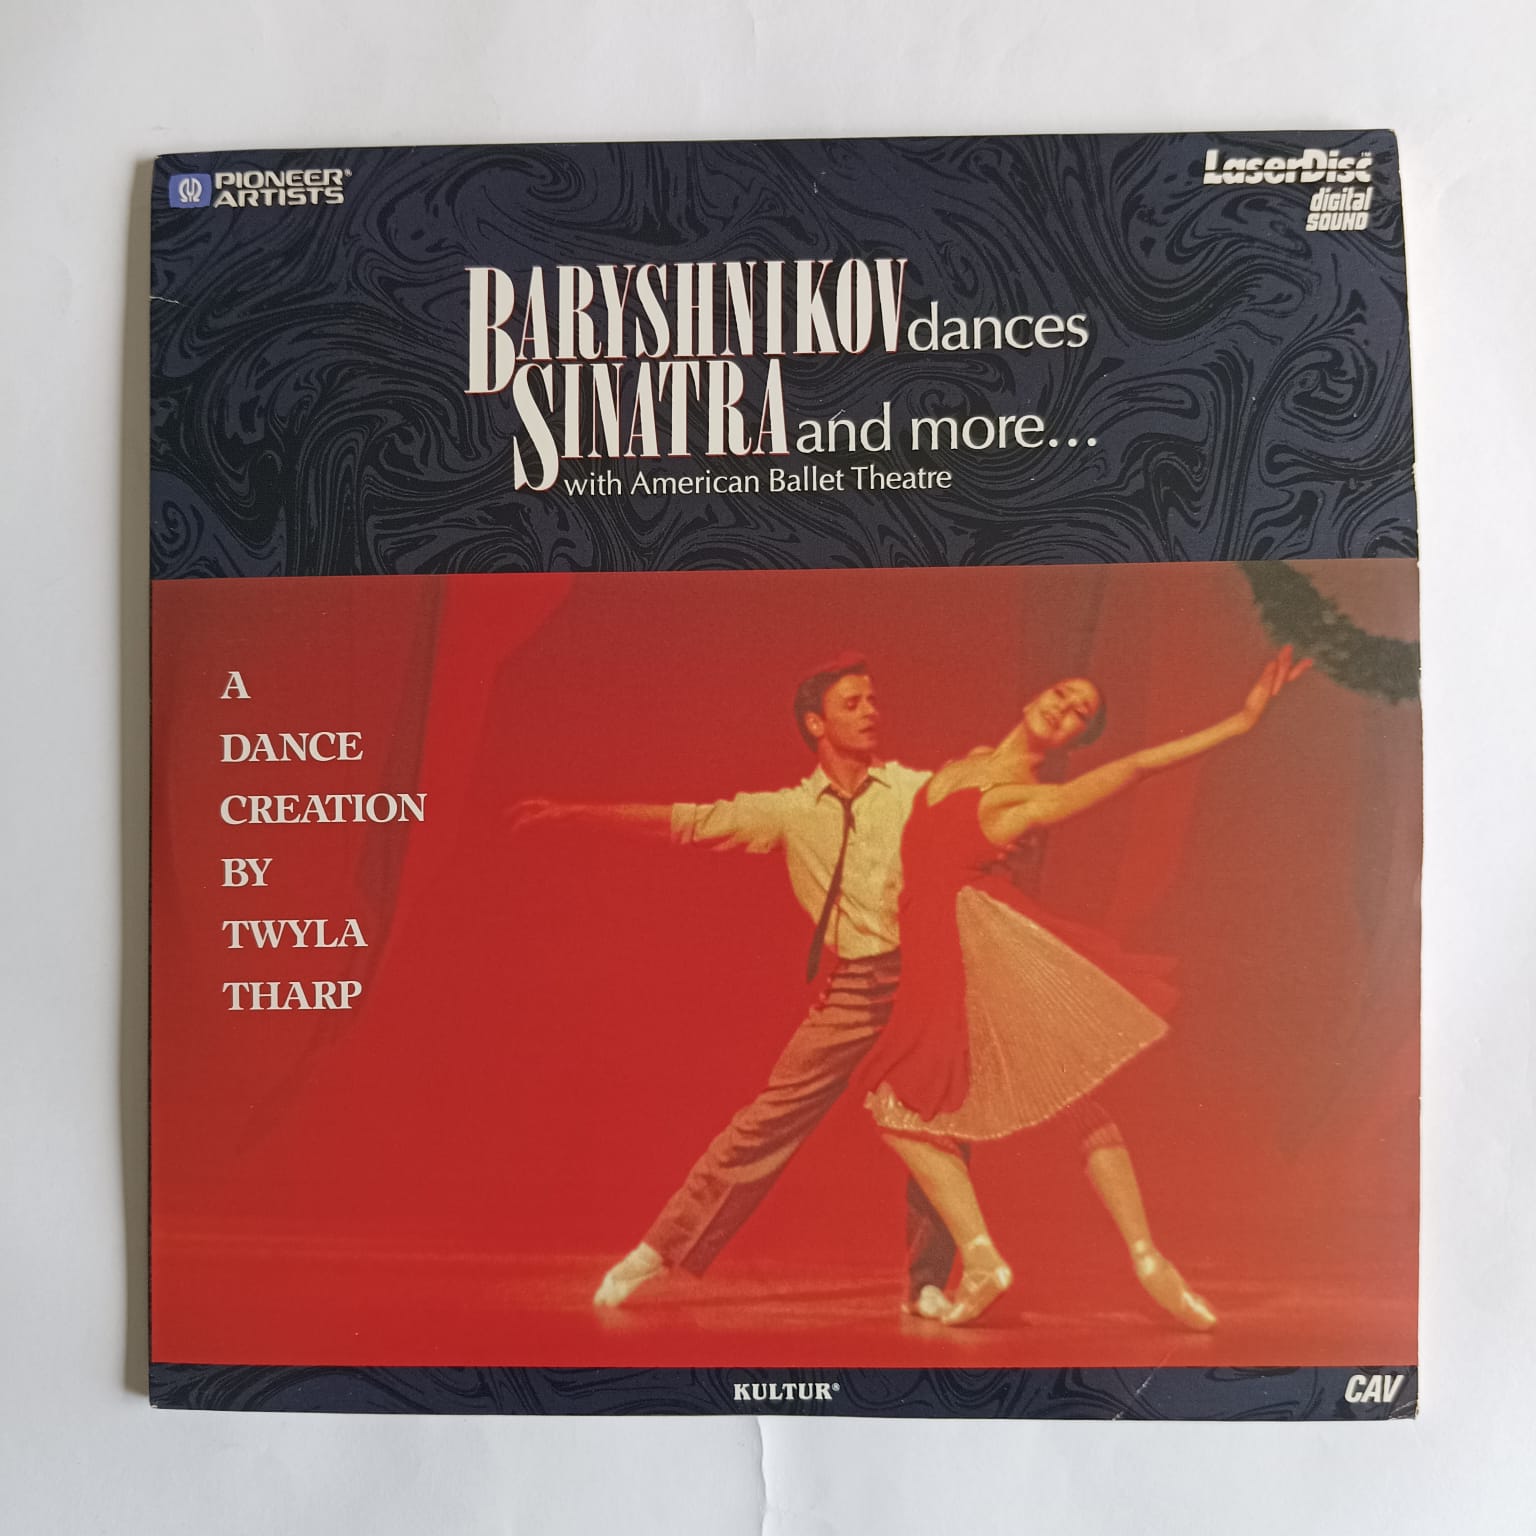 PIONEER®
ARTISTS
LaserDisc™
digital
SOUND
BARYSHNIKOV dances
SINATRA and more...
with American Ballet Theatre
A
DANCE
CREATION
BY
TWYLA
THARP
KULTUR®
CAV